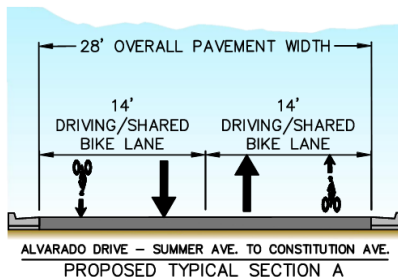 28' OVERALL PAVEMENT WIDTH
14' 14'
DRIVING/SHARED DRIVING/SHARED
BIKE LANE BIKE LANE
ALVARADO DRIVE – SUMMER AVE. TO CONSTITUTION AVE.
PROPOSED TYPICAL SECTION A